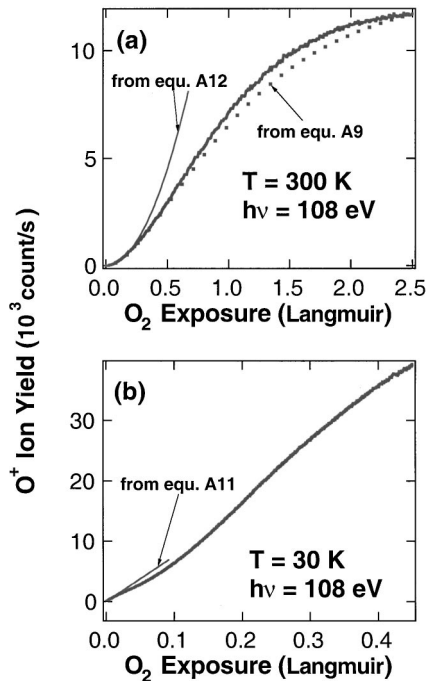 O⁺ Ion Yield (10³ count/s)
(a)
10
5
0
from equ. A12
from equ. A9
T = 300 K
hν = 108 eV
0.0 0.5 1.0 1.5 2.0 2.5
O₂ Exposure (Langmuir)
(b)
30
20
10
0
from equ. A11
T = 30 K
hν = 108 eV
0.0 0.1 0.2 0.3 0.4
O₂ Exposure (Langmuir)